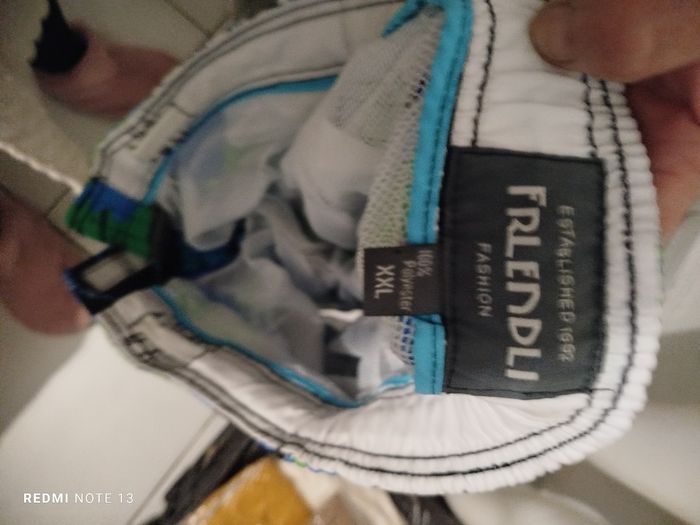 ESTABLISHED 1992
FRLENDLI
FASHION
100%
Polyester
XXL
REDMI NOTE 13